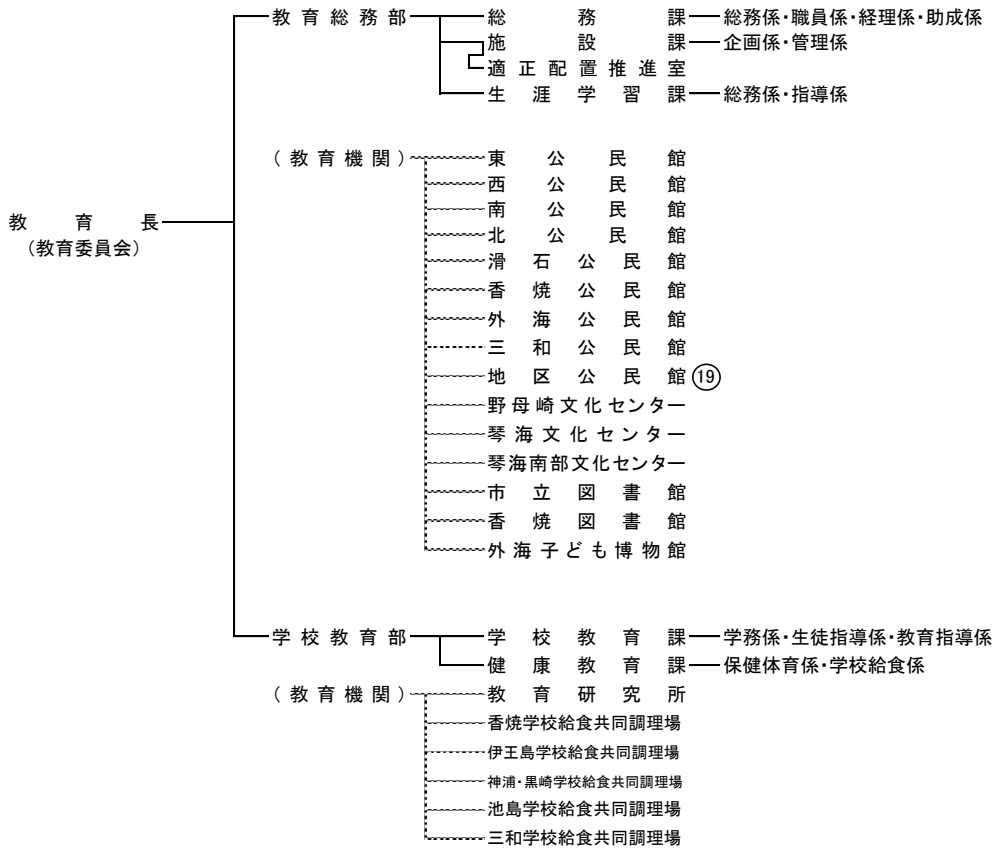 教育総務部 総務課 総務係・職員係・経理係・助成係
施設課 企画係・管理係
適正配置推進室
生涯学習課 総務係・指導係
(教育機関) 東公民館
西公民館
南公民館
教育長
北公民館
(教育委員会)
滑石公民館
香焼公民館
外海公民館
三和公民館
地区公民館 ⑲
野母崎文化センター
琴海文化センター
琴海南部文化センター
市立図書館
香焼図書館
外海子ども博物館
学校教育部 学校教育課 学務係・生徒指導係・教育指導係
健康教育課 保健体育係・学校給食係
(教育機関) 教育研究所
香焼学校給食共同調理場
伊王島学校給食共同調理場
神浦・黒崎学校給食共同調理場
池島学校給食共同調理場
三和学校給食共同調理場